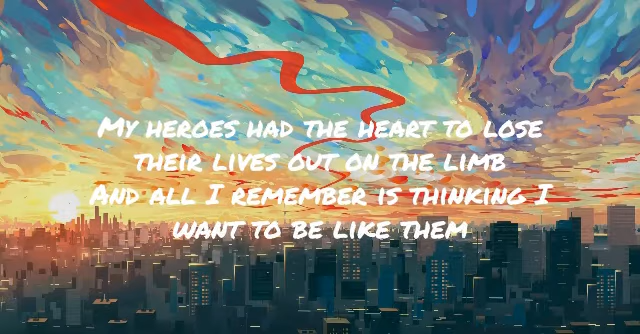 My heroes had the heart to lose
their lives out on the limb
And all I remember is thinking I
want to be like them